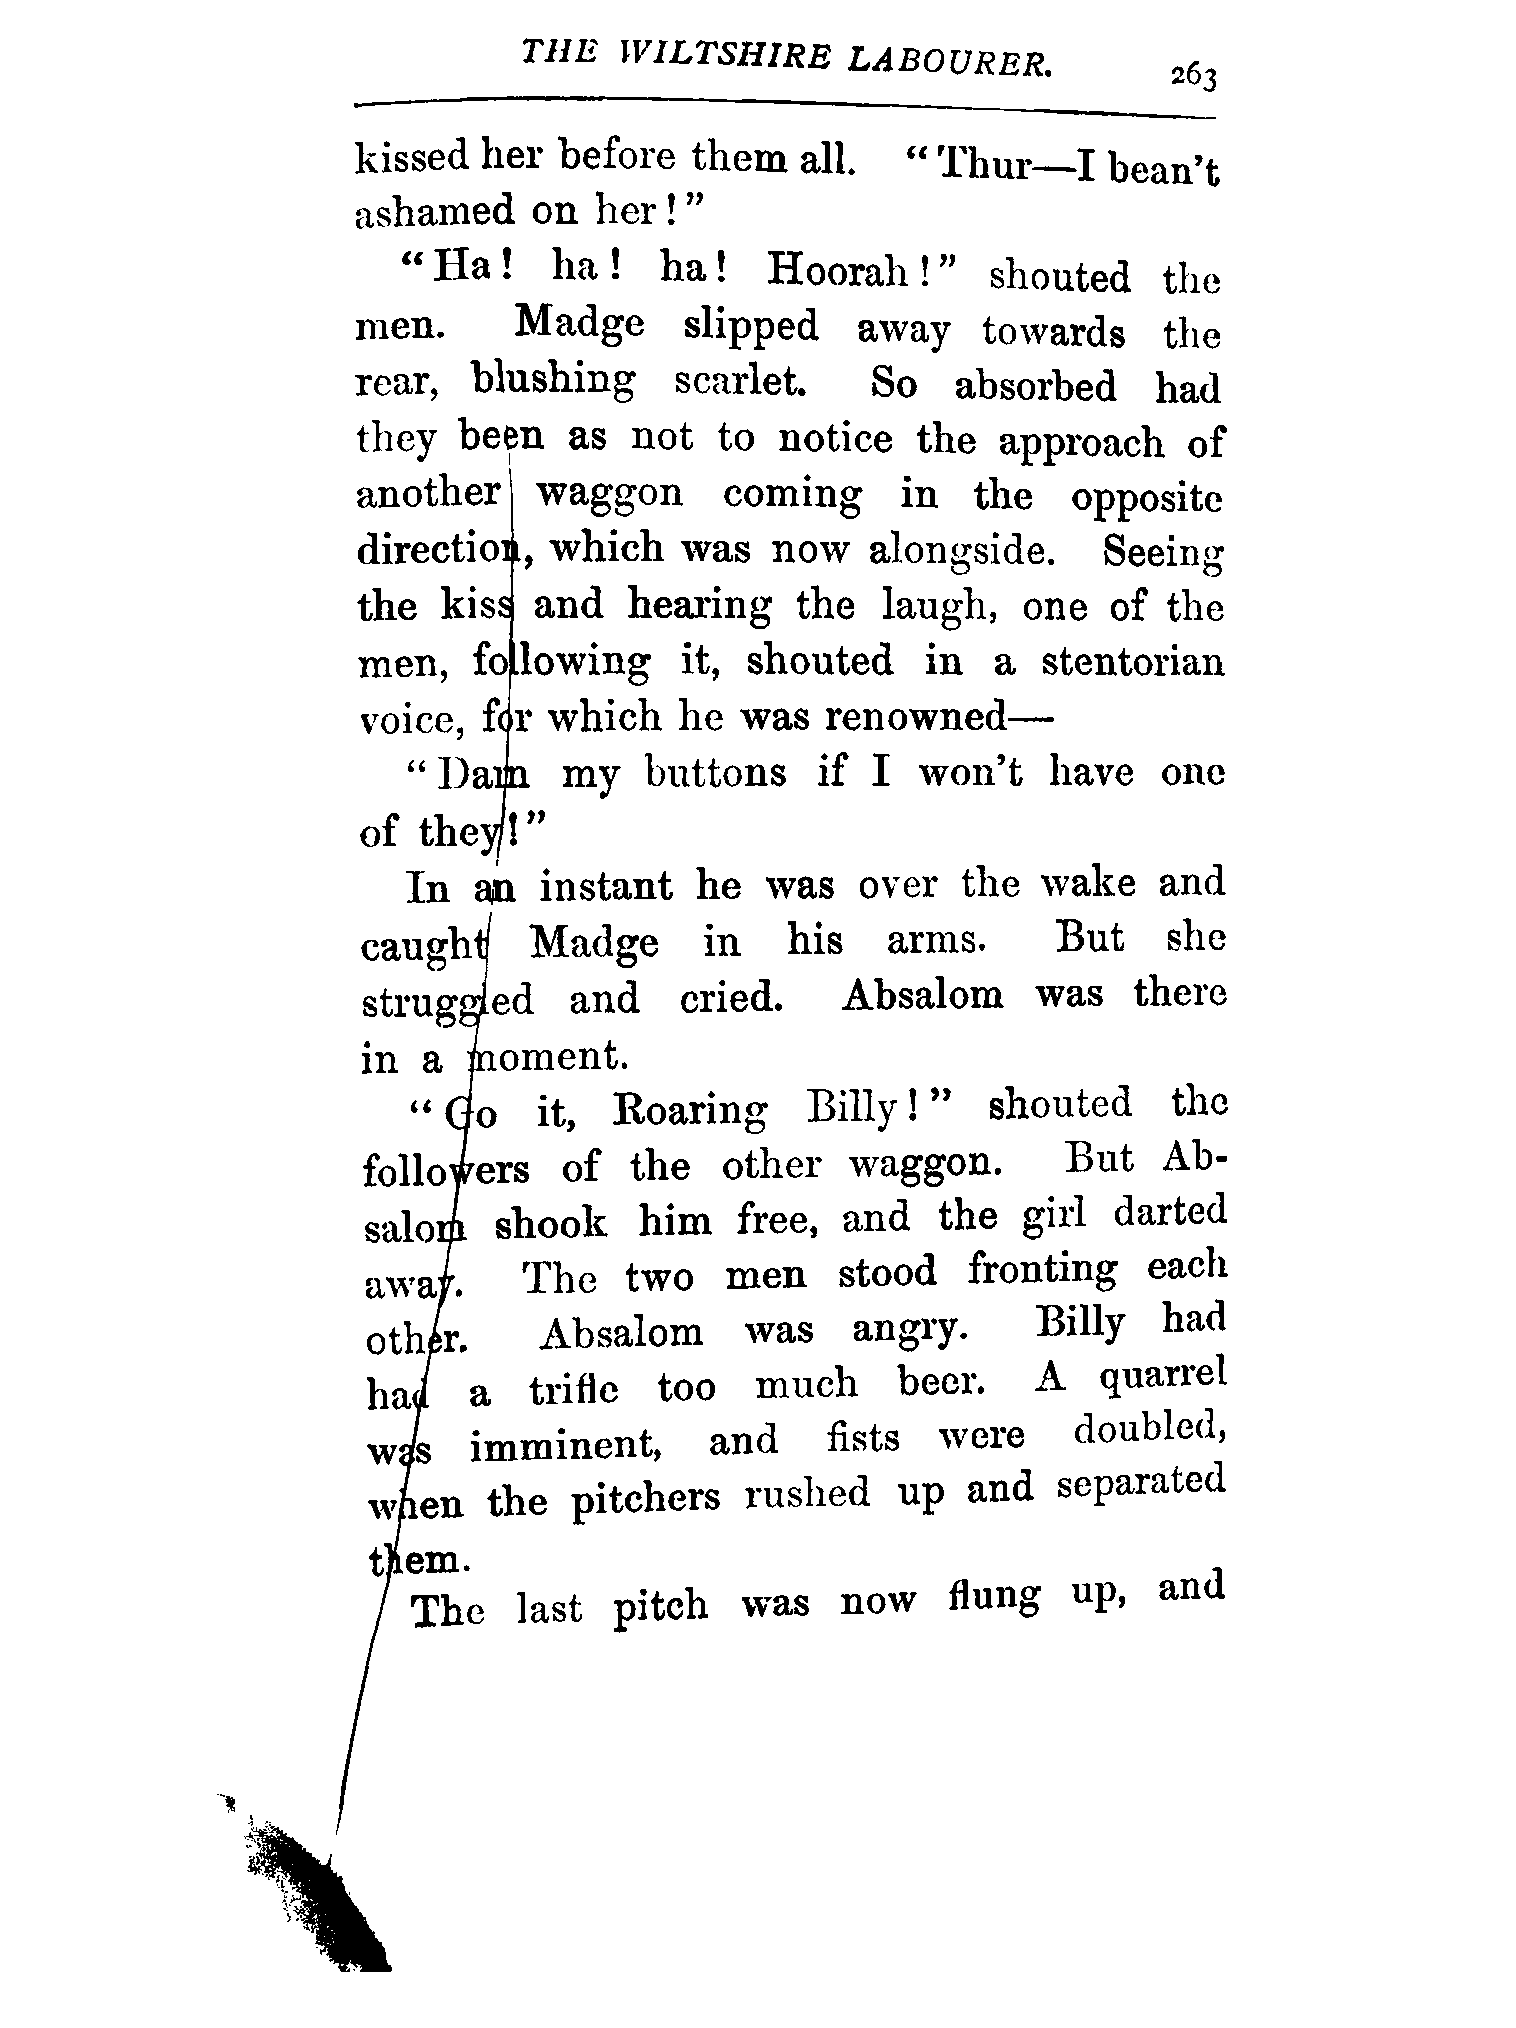 THE WILTSHIRE LABOURER. 263
kissed her before them all. "Thur—I bean't
ashamed on her!"
"Ha! ha! ha! Hoorah!" shouted the
men. Madge slipped away towards the
rear, blushing scarlet. So absorbed had
they been as not to notice the approach of
another waggon coming in the opposite
direction, which was now alongside. Seeing
the kiss and hearing the laugh, one of the
men, following it, shouted in a stentorian
voice, for which he was renowned—
"Dam my buttons if I won't have one
of they!"
In an instant he was over the wake and
caught Madge in his arms. But she
struggled and cried. Absalom was there
in a moment.
"Go it, Roaring Billy!" shouted the
followers of the other waggon. But Ab-
salom shook him free, and the girl darted
away. The two men stood fronting each
other. Absalom was angry. Billy had
had a trifle too much beer. A quarrel
was imminent, and fists were doubled,
when the pitchers rushed up and separated
them.
The last pitch was now flung up, and